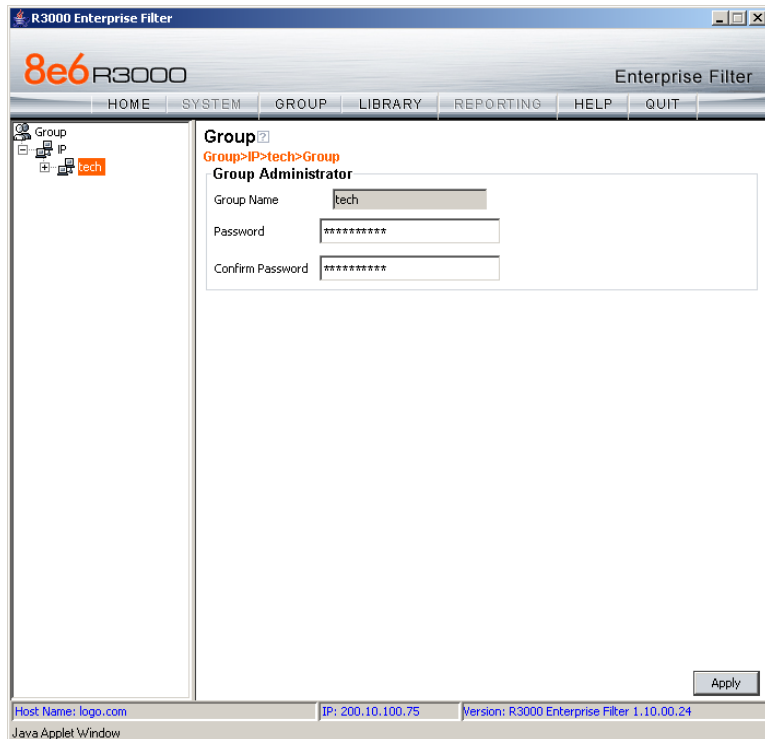 R3000 Enterprise Filter
8e6 R3000
Enterprise Filter
HOME SYSTEM GROUP LIBRARY REPORTING HELP QUIT
Group
IP
tech
Group?
Group>IP>tech>Group
Group Administrator
Group Name tech
Password **********
Confirm Password **********
Apply
Host Name: logo.com IP: 200.10.100.75 Version: R3000 Enterprise Filter 1.10.00.24
Java Applet Window